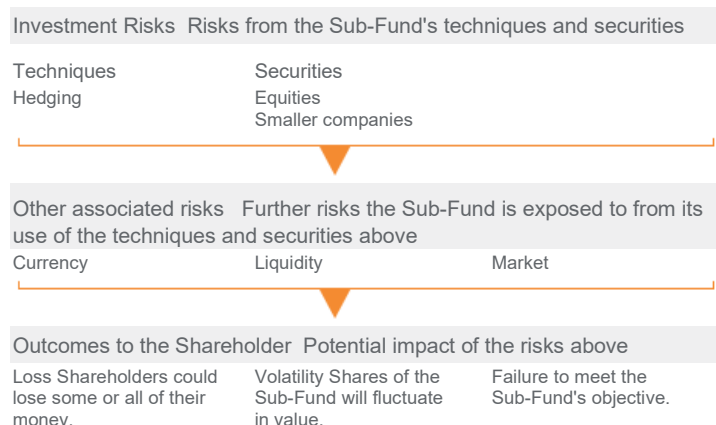 Investment Risks Risks from the Sub-Fund's techniques and securities
Techniques Securities
Hedging Equities
Smaller companies
Other associated risks Further risks the Sub-Fund is exposed to from its
use of the techniques and securities above
Currency Liquidity Market
Outcomes to the Shareholder Potential impact of the risks above
Loss Shareholders could
lose some or all of their
money.
Volatility Shares of the
Sub-Fund will fluctuate
in value.
Failure to meet the
Sub-Fund's objective.